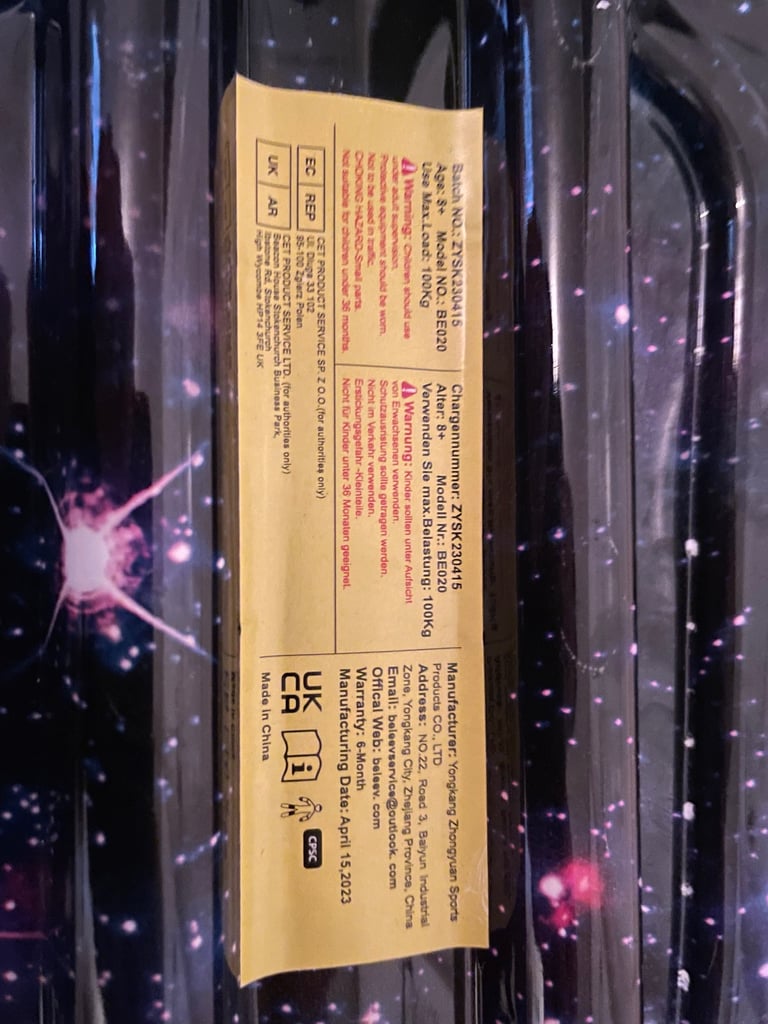 Batch NO.: ZYSK230415
Age: 8+ Model NO.: BE020
Use Max.Load: 100Kg
Warning: Children should use
under adult supervision.
Protective equipment should be worn.
Not to be used in traffic.
CHOKING HAZARD-Small parts.
Not suitable for children under 36 months.
Chargennummer: ZYSK230415
Alter: 8+ Modell Nr.: BE020
Verwenden Sie max.Belastung: 100Kg
Warnung: Kinder sollten unter Aufsicht
von Erwachsenen verwenden.
Schutzausrüstung sollte getragen werden.
Nicht im Verkehr verwenden.
Erstickungsgefahr -Kleinteile.
Nicht für Kinder unter 36 Monaten geeignet.
EC REP
CET PRODUCT SERVICE SP. Z O.O.(for authorities only)
Ul. Dluga 33 102
95-100 Zgierz Polen
UK AR
CET PRODUCT SERVICE LTD. (for authorities only)
Beacon House Stokenchurch Business Park,
Ibstone Rd, Stokenchurch
High Wycombe HP14 3FE UK
Manufacturer: Yongkang Zhongyuan Sports
Products CO., LTD
Address: NO.22, Road 3, Baiyun Industrial
Zone, Yongkang City, Zhejiang Province, China
Email: beleevservice@outlook. com
Offical Web: beleev. com
Warranty: 6-Month
Manufacturing Date: April 15,2023
UK
CA
CPSC
Made in China